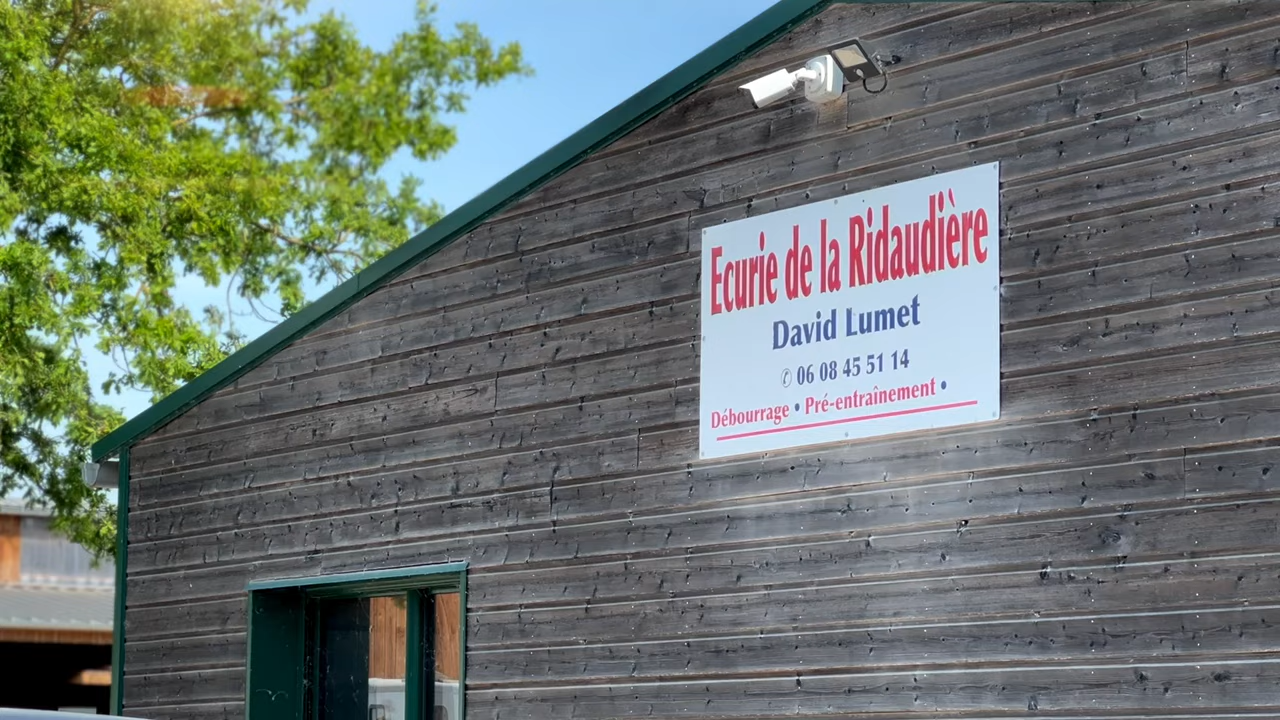 Ecurie de la Ridaudière
David Lumet
✆ 06 08 45 51 14
Débourrage • Pré-entraînement •